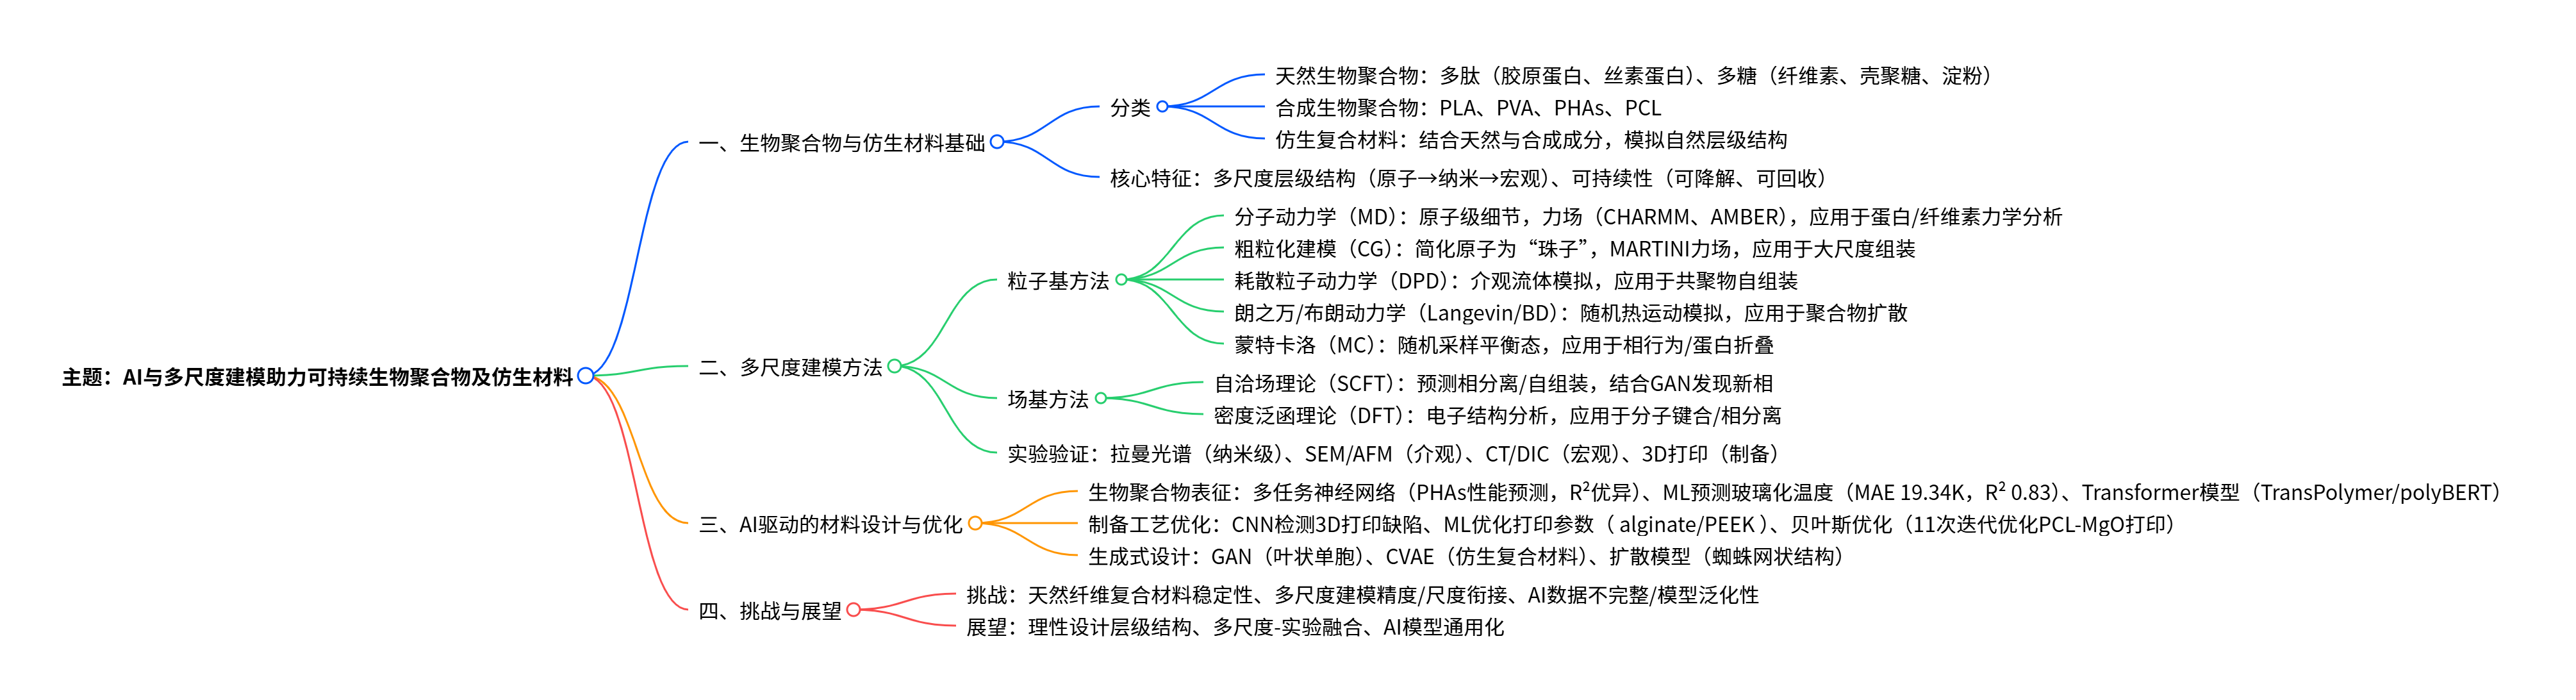 主题：AI与多尺度建模助力可持续生物聚合物及仿生材料
一、生物聚合物与仿生材料基础
分类
天然生物聚合物：多肽（胶原蛋白、丝素蛋白）、多糖（纤维素、壳聚糖、淀粉）
合成生物聚合物：PLA、PVA、PHAs、PCL
仿生复合材料：结合天然与合成成分，模拟自然层级结构
核心特征：多尺度层级结构（原子→纳米→宏观）、可持续性（可降解、可回收）
二、多尺度建模方法
粒子基方法
分子动力学（MD）：原子级细节，力场（CHARMM、AMBER），应用于蛋白/纤维素力学分析
粗粒化建模（CG）：简化原子为“珠子”，MARTINI力场，应用于大尺度组装
耗散粒子动力学（DPD）：介观流体模拟，应用于共聚物自组装
朗之万/布朗动力学（Langevin/BD）：随机热运动模拟，应用于聚合物扩散
蒙特卡洛（MC）：随机采样平衡态，应用于相行为/蛋白折叠
场基方法
自洽场理论（SCFT）：预测相分离/自组装，结合GAN发现新相
密度泛函理论（DFT）：电子结构分析，应用于分子键合/相分离
实验验证：拉曼光谱（纳米级）、SEM/AFM（介观）、CT/DIC（宏观）、3D打印（制备）
三、AI驱动的材料设计与优化
生物聚合物表征：多任务神经网络（PHAs性能预测，R²优异）、ML预测玻璃化温度（MAE 19.34K，R² 0.83）、Transformer模型（TransPolymer/polyBERT）
制备工艺优化：CNN检测3D打印缺陷、ML优化打印参数（ alginate/PEEK ）、贝叶斯优化（11次迭代优化PCL-MgO打印）
生成式设计：GAN（叶状单胞）、CVAE（仿生复合材料）、扩散模型（蜘蛛网状结构）
四、挑战与展望
挑战：天然纤维复合材料稳定性、多尺度建模精度/尺度衔接、AI数据不完整/模型泛化性
展望：理性设计层级结构、多尺度-实验融合、AI模型通用化